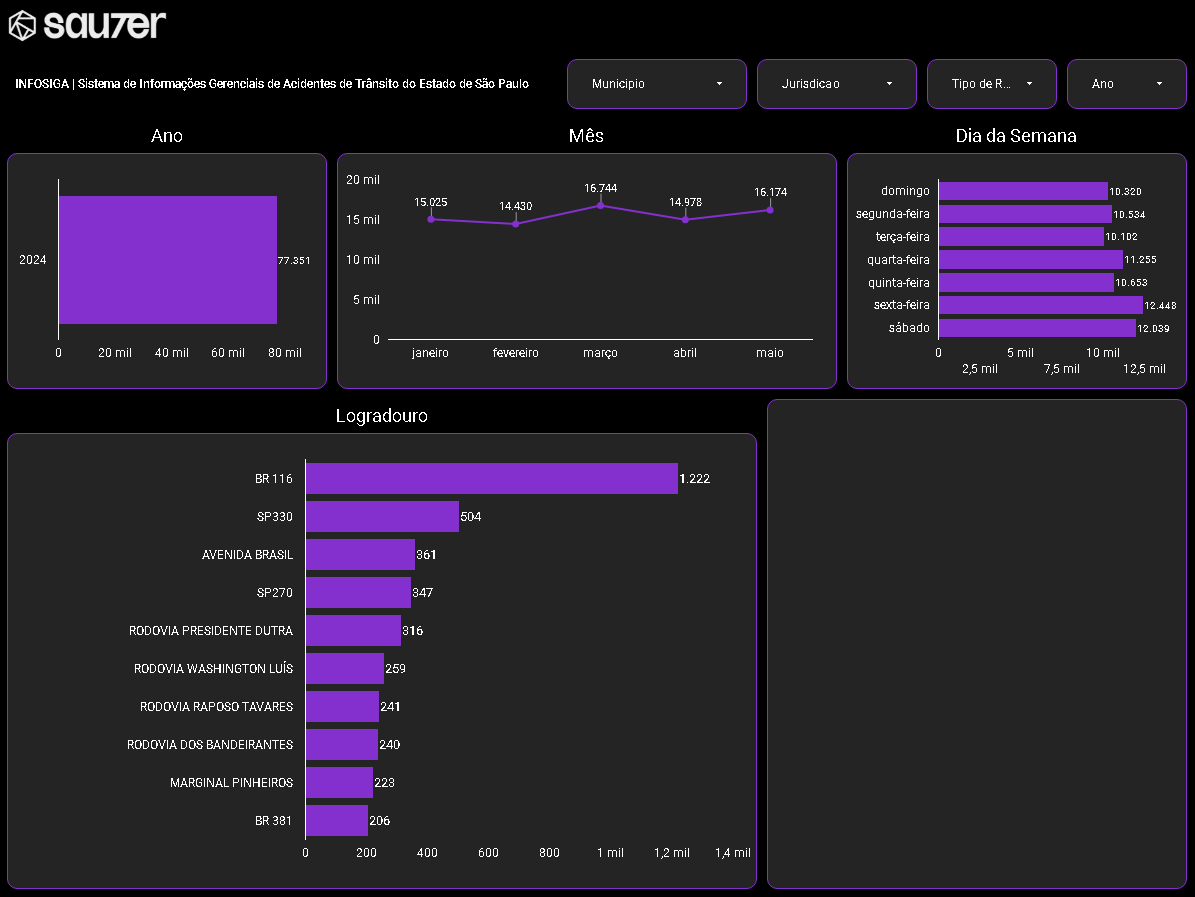 sau7er
INFOSIGA | Sistema de Informações Gerenciais de Acidentes de Trânsito do Estado de São Paulo
Municipio
Jurisdicao
Tipo de R...
Ano
Ano
2024
77.351
0 20 mil 40 mil 60 mil 80 mil
Mês
20 mil
15 mil
10 mil
5 mil
0
15.025 14.430 16.744 14.978 16.174
janeiro fevereiro março abril maio
Dia da Semana
domingo 10.320
segunda-feira 10.534
terça-feira 10.102
quarta-feira 11.255
quinta-feira 10.653
sexta-feira 12.448
sábado 12.039
0 5 mil 10 mil
2,5 mil 7,5 mil 12,5 mil
Logradouro
BR 116 1.222
SP330 504
AVENIDA BRASIL 361
SP270 347
RODOVIA PRESIDENTE DUTRA 316
RODOVIA WASHINGTON LUÍS 259
RODOVIA RAPOSO TAVARES 241
RODOVIA DOS BANDEIRANTES 240
MARGINAL PINHEIROS 223
BR 381 206
0 200 400 600 800 1 mil 1,2 mil 1,4 mil